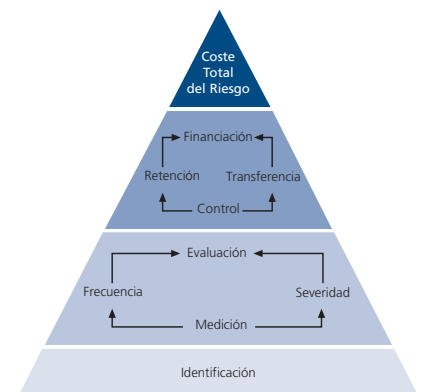 Coste
Total
del Riesgo
Financiación
Retención Transferencia
Control
Evaluación
Frecuencia Severidad
Medición
Identificación